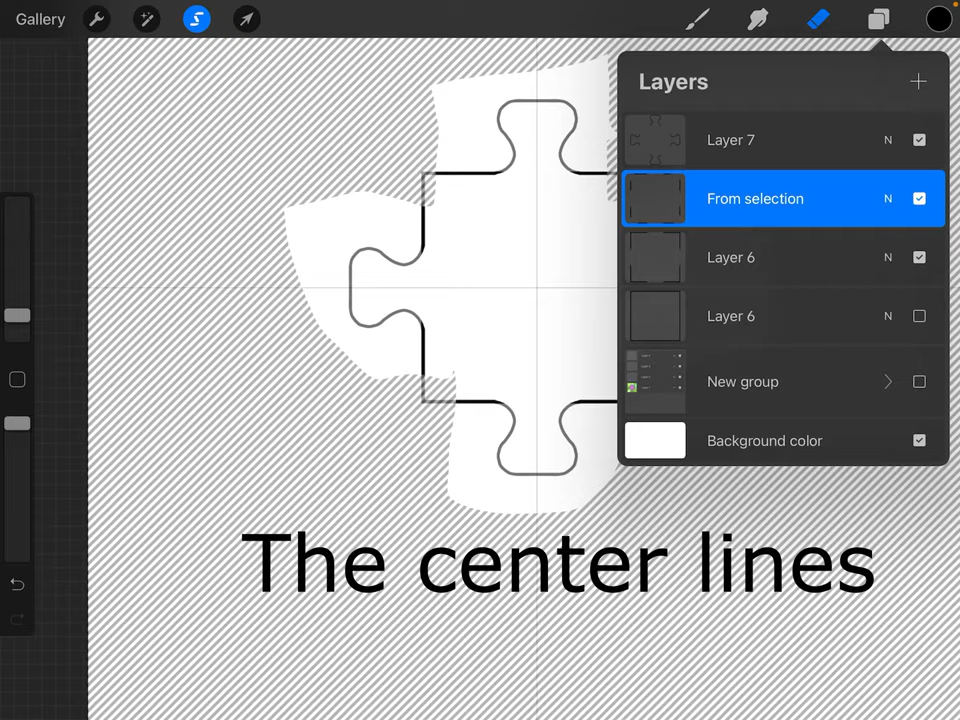 Gallery
Layers
Layer 7 N
From selection N
Layer 6 N
Layer 6 N
New group
Background color
The center lines